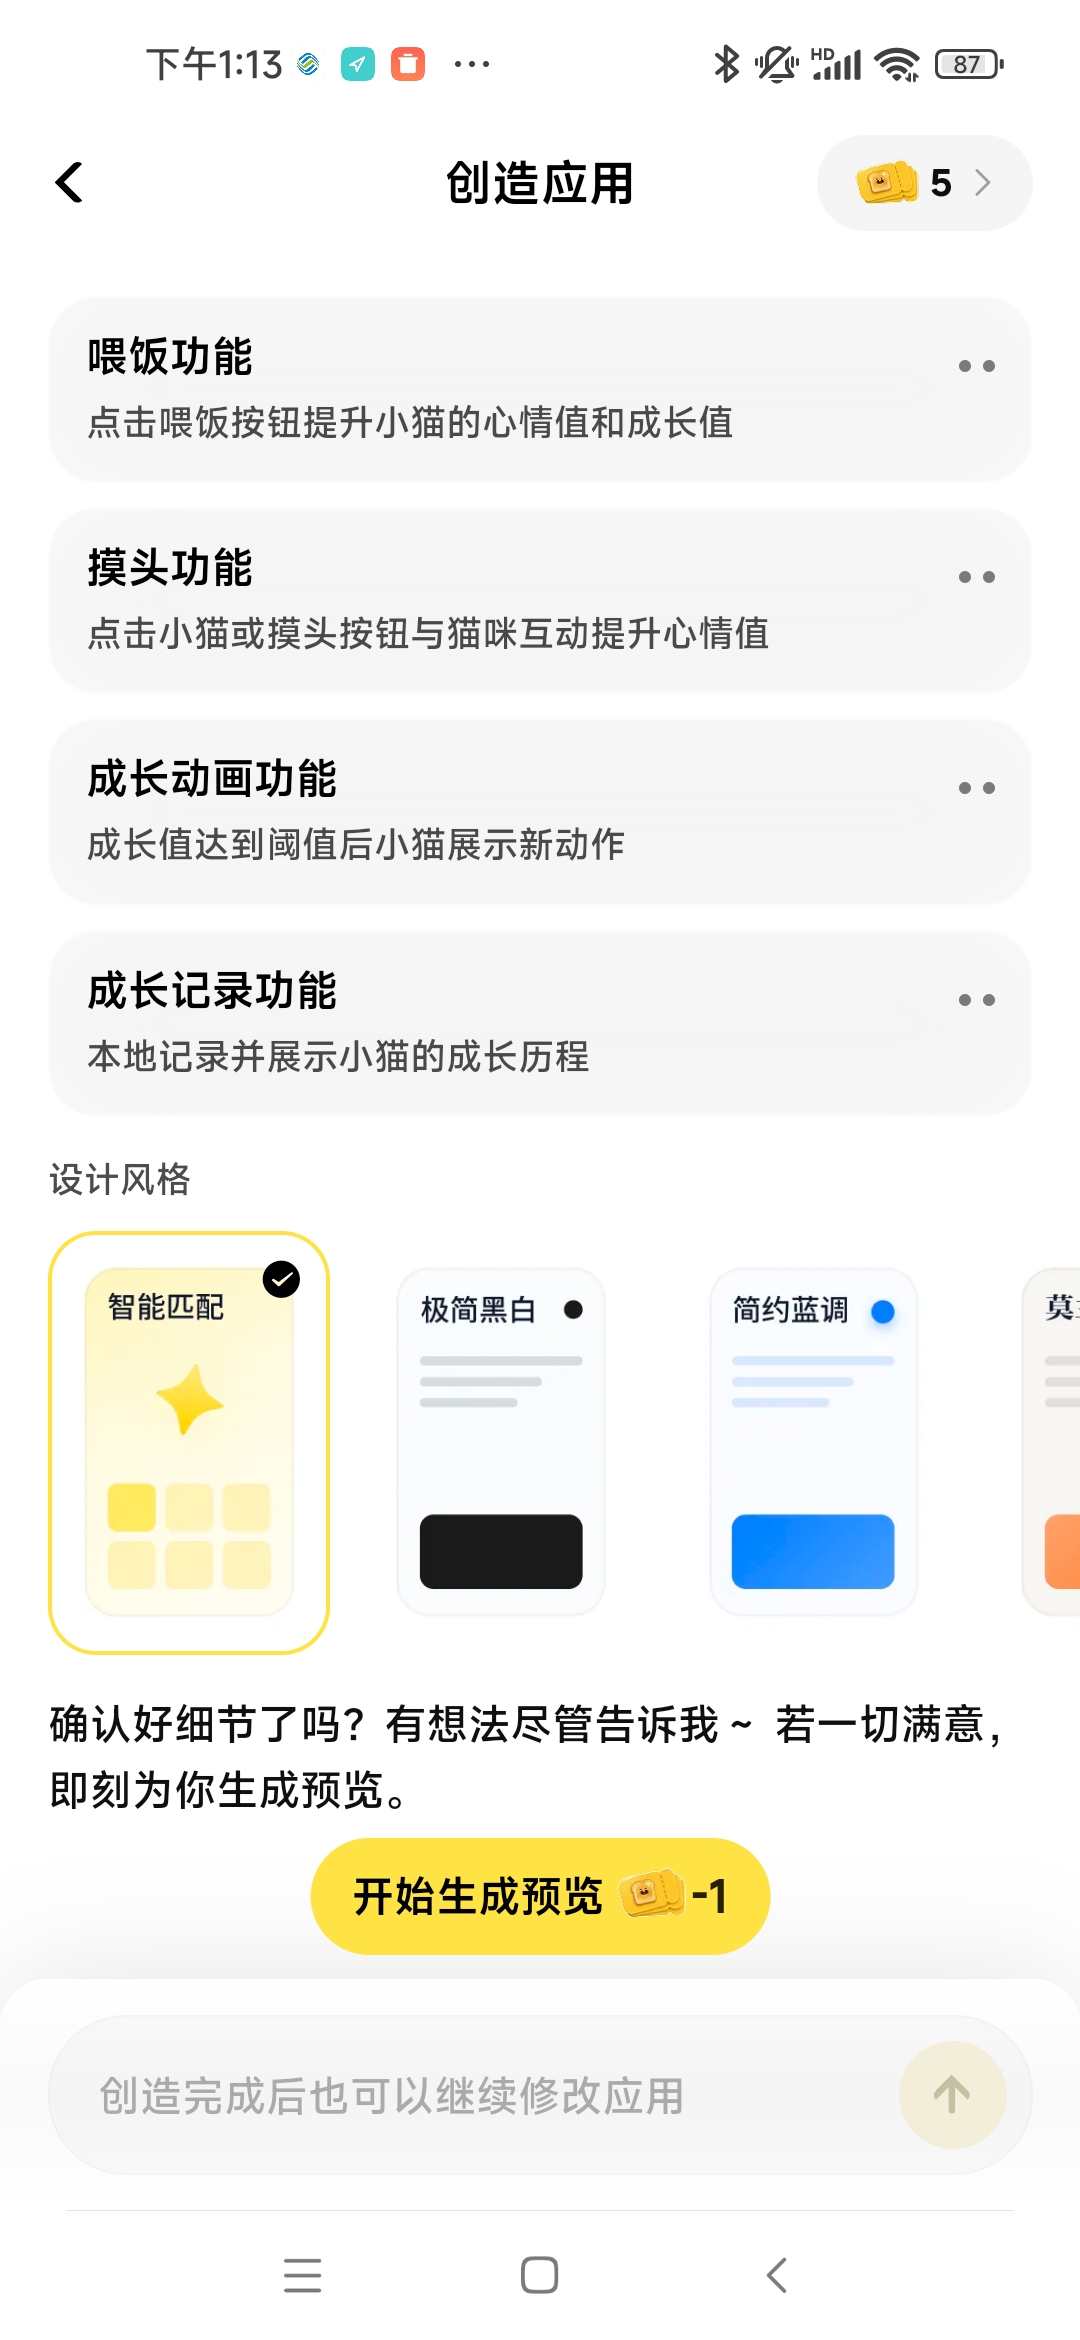 下午1:13
HD
87
创造应用
5
喂饭功能
点击喂饭按钮提升小猫的心情值和成长值
摸头功能
点击小猫或摸头按钮与猫咪互动提升心情值
成长动画功能
成长值达到阈值后小猫展示新动作
成长记录功能
本地记录并展示小猫的成长历程
设计风格
智能匹配
极简黑白
简约蓝调
莫
确认好细节了吗？有想法尽管告诉我～ 若一切满意，
即刻为你生成预览。
开始生成预览 -1
创造完成后也可以继续修改应用